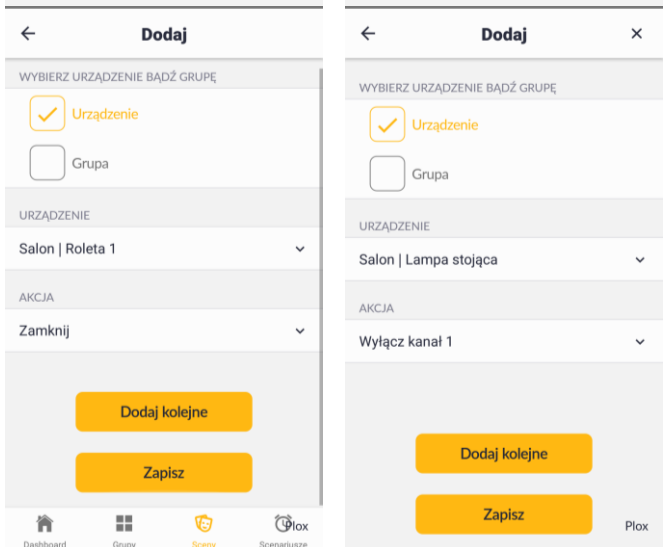 Dodaj
WYBIERZ URZĄDZENIE BĄDŹ GRUPĘ
Urządzenie
Grupa
URZĄDZENIE
Salon | Roleta 1
AKCJA
Zamknij
Dodaj kolejne
Zapisz
Plox
Dashboard Grupy Sceny Scenariusze
Dodaj
WYBIERZ URZĄDZENIE BĄDŹ GRUPĘ
Urządzenie
Grupa
URZĄDZENIE
Salon | Lampa stojąca
AKCJA
Wyłącz kanał 1
Dodaj kolejne
Zapisz
Plox